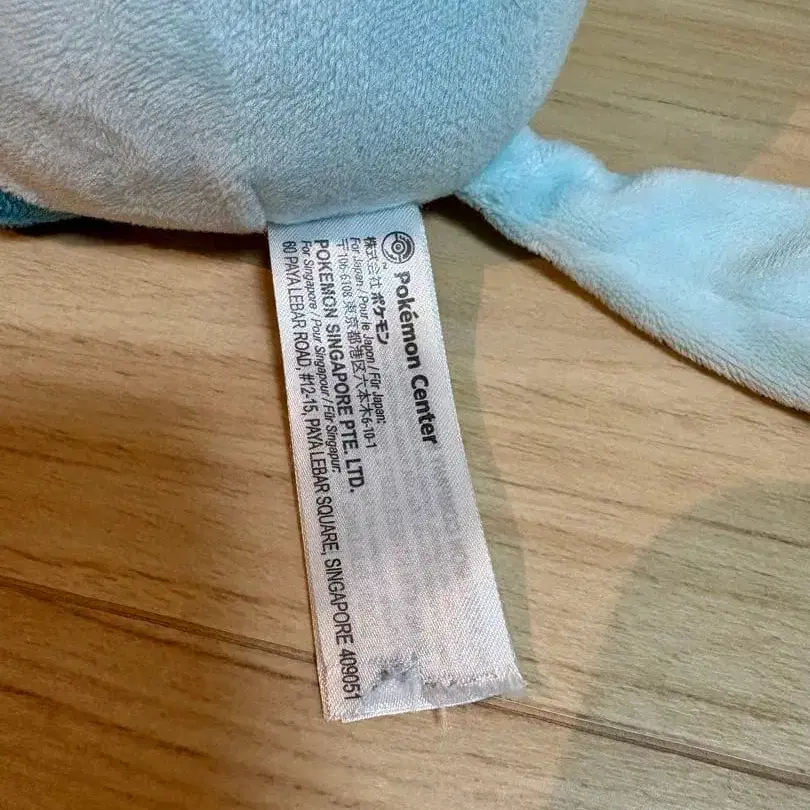 Pokémon Center
株式会社ポケモン
For Japan / Pour le Japon / Für Japan:
〒106-6108 東京都港区六本木6-10-1
POKEMON SINGAPORE PTE. LTD.
For Singapore / Pour Singapour / Für Singapur:
60 PAYA LEBAR ROAD, #12-15, PAYA LEBAR SQUARE, SINGAPORE 409051